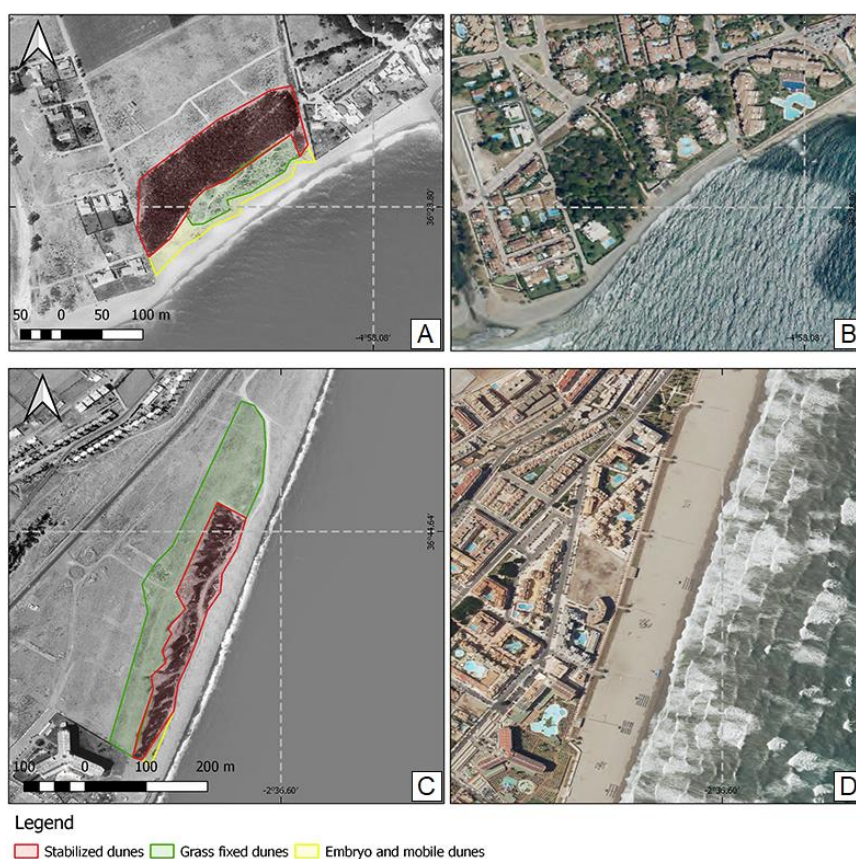 36°28.80'
50 0 50 100 m
-4°58.08'
A
-4°58.08'
B
36°44.64'
100 0 100 200 m
-2°36.60'
C
-2°36.60'
D
Legend
Stabilized dunes Grass fixed dunes Embryo and mobile dunes